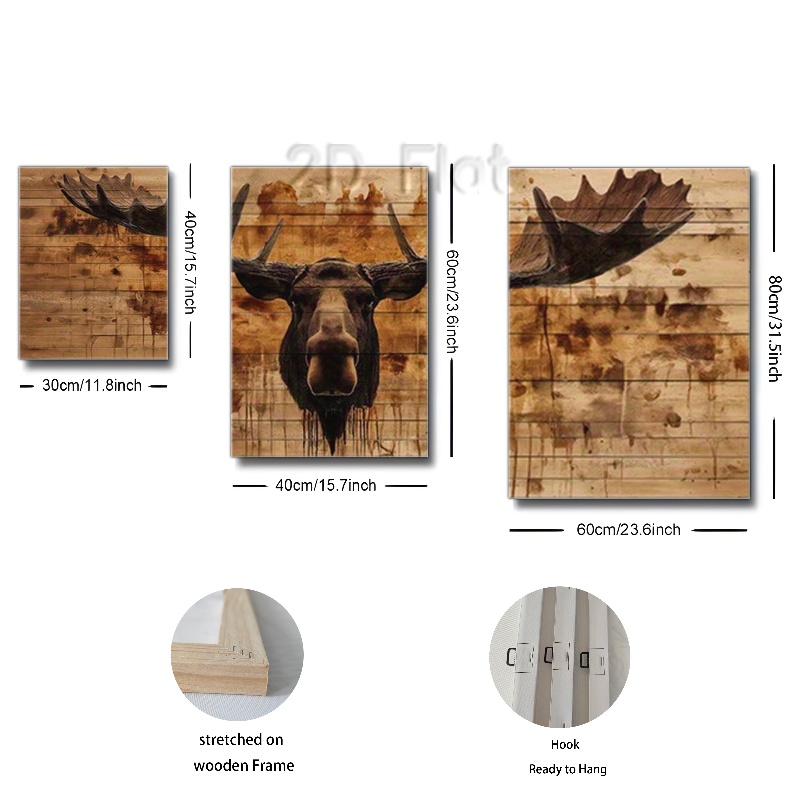 2D Flat
40cm/15.7inch
60cm/23.6inch
80cm/31.5inch
30cm/11.8inch
40cm/15.7inch
60cm/23.6inch
stretched on
wooden Frame
Hook
Ready to Hang